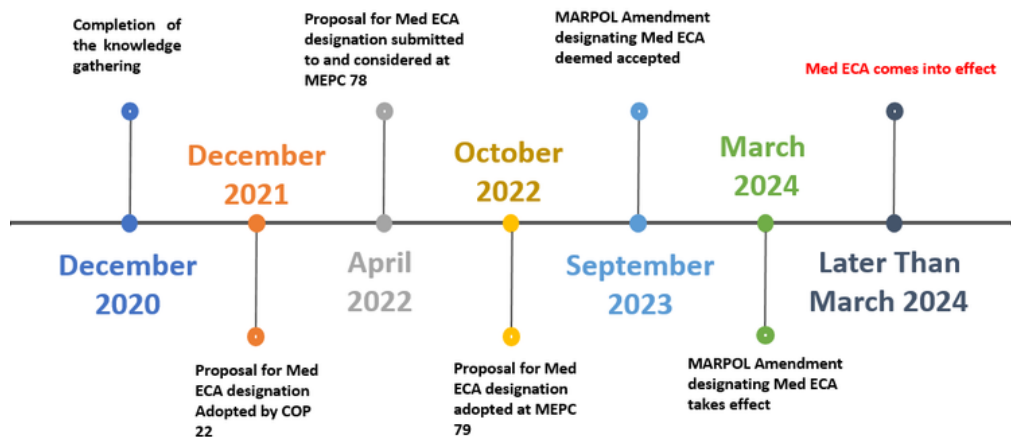 Completion of
the knowledge
gathering
Proposal for Med ECA
designation submitted
to and considered at
MEPC 78
MARPOL Amendment
designating Med ECA
deemed accepted
Med ECA comes into effect
December
2021
October
2022
March
2024
December
2020
April
2022
September
2023
Later Than
March 2024
Proposal for Med
ECA designation
Adopted by COP
22
Proposal for Med
ECA designation
adopted at MEPC
79
MARPOL Amendment
designating Med ECA
takes effect